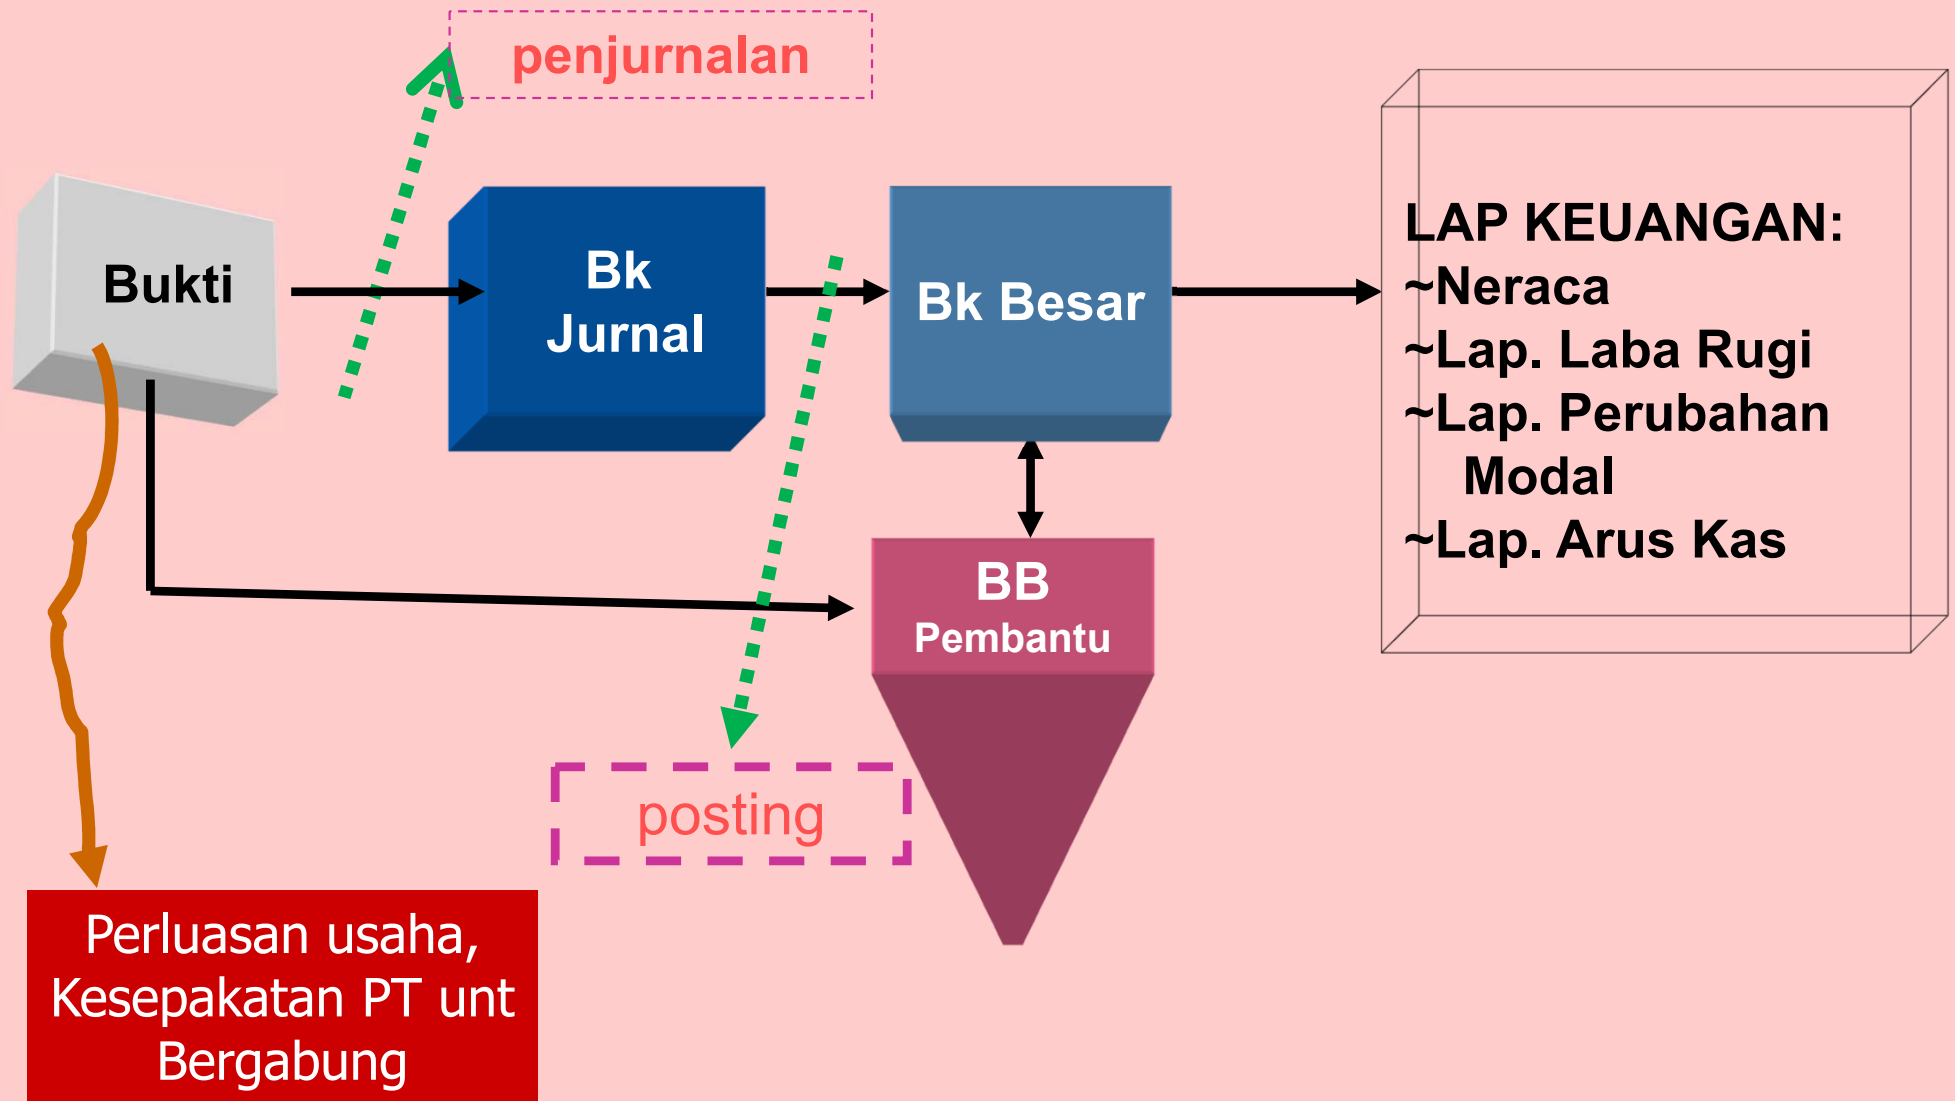 penjurnalan
Bukti
Bk
Jurnal
Bk Besar
LAP KEUANGAN:
~Neraca
~Lap. Laba Rugi
~Lap. Perubahan
Modal
~Lap. Arus Kas
BB
Pembantu
posting
Perluasan usaha,
Kesepakatan PT unt
Bergabung